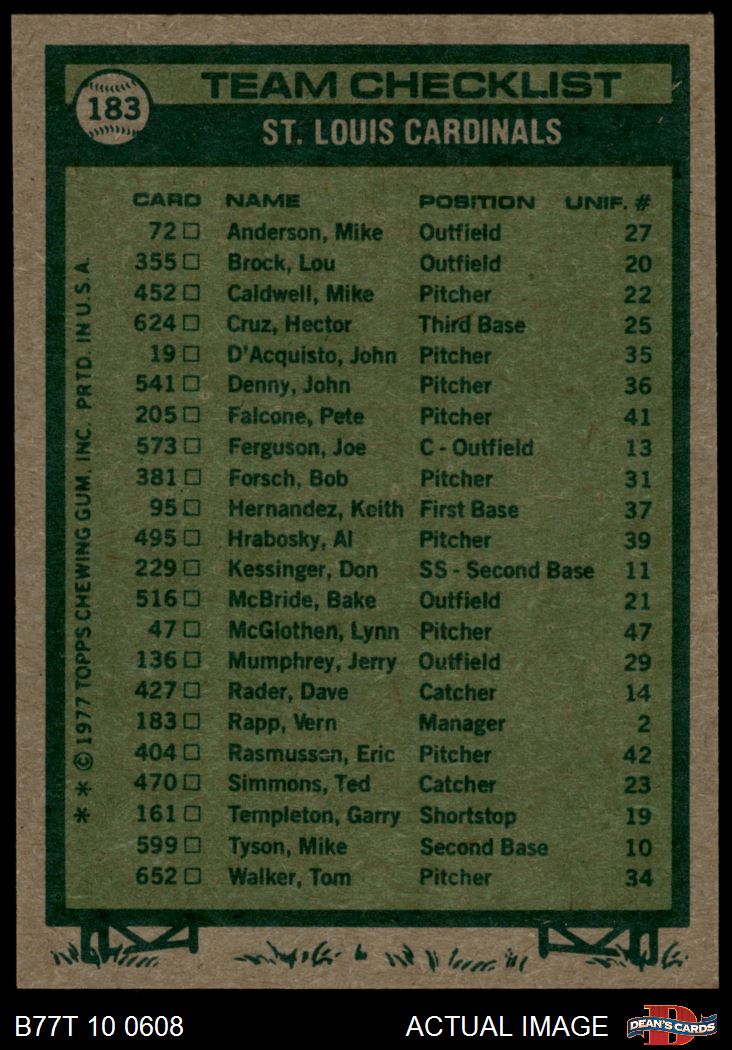 183
TEAM CHECKLIST
ST. LOUIS CARDINALS
CARD NAME POSITION UNIF. #
72 Anderson, Mike Outfield 27
355 Brock, Lou Outfield 20
452 Caldwell, Mike Pitcher 22
624 Cruz, Hector Third Base 25
19 D'Acquisto, John Pitcher 35
541 Denny, John Pitcher 36
205 Falcone, Pete Pitcher 41
573 Ferguson, Joe C - Outfield 13
381 Forsch, Bob Pitcher 31
95 Hernandez, Keith First Base 37
495 Hrabosky, Al Pitcher 39
229 Kessinger, Don SS - Second Base 11
516 McBride, Bake Outfield 21
47 McGlothen, Lynn Pitcher 47
136 Mumphrey, Jerry Outfield 29
427 Rader, Dave Catcher 14
183 Rapp, Vern Manager 2
404 Rasmussen, Eric Pitcher 42
470 Simmons, Ted Catcher 23
161 Templeton, Garry Shortstop 19
599 Tyson, Mike Second Base 10
652 Walker, Tom Pitcher 34
* * © 1977 TOPPS CHEWING GUM, INC. PRTD. IN U.S.A.
B77T 10 0608 ACTUAL IMAGE
D
DEAN'S CARDS